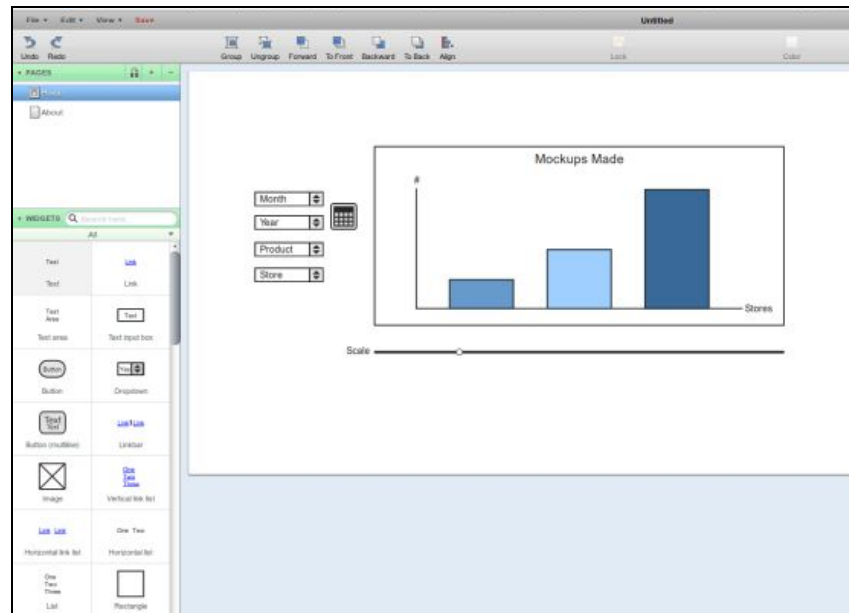 File Edit View Save
Untitled
Undo Redo
Group Ungroup Forward To Front Backward To Back Align
Lock
Color
PAGES
About
WIDGETS
All
Text
Link
Text
Link
Text
Area
Text
Text area
Text input box
Button
Yes
Button
Dropdown
Text
Text
Link | Link
Button (multiline)
Linkbar
One
Two
Three
Image
Vertical link list
Link Link
One Two
Horizontal link list
Horizontal list
One
Two
Three
List
Rectangle
Month
Year
Product
Store
Mockups Made
#
Stores
Scale